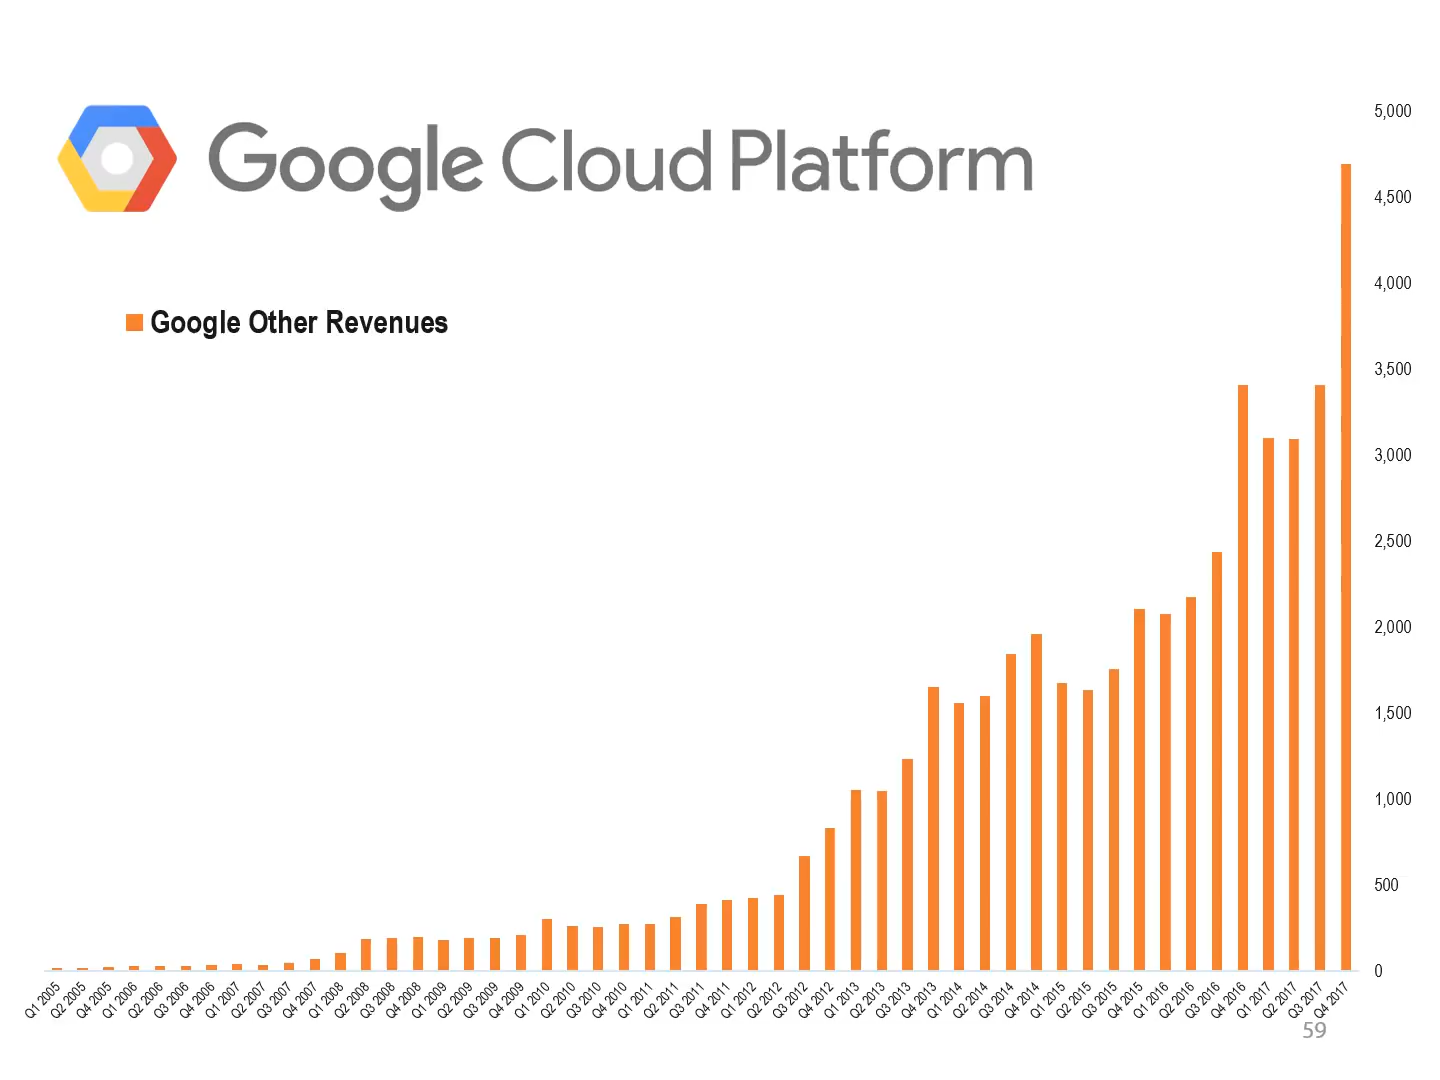 Google Cloud Platform
Google Other Revenues
5,000
4,500
4,000
3,500
3,000
2,500
2,000
1,500
1,000
500
0
Q1 2005
Q2 2005
Q4 2005
Q1 2006
Q2 2006
Q3 2006
Q4 2006
Q1 2007
Q2 2007
Q3 2007
Q4 2007
Q1 2008
Q2 2008
Q3 2008
Q4 2008
Q1 2009
Q2 2009
Q3 2009
Q4 2009
Q1 2010
Q2 2010
Q3 2010
Q4 2010
Q1 2011
Q2 2011
Q3 2011
Q4 2011
Q1 2012
Q2 2012
Q3 2012
Q4 2012
Q1 2013
Q2 2013
Q3 2013
Q4 2013
Q1 2014
Q2 2014
Q3 2014
Q4 2014
Q1 2015
Q2 2015
Q3 2015
Q4 2015
Q1 2016
Q2 2016
Q3 2016
Q4 2016
Q1 2017
Q2 2017
Q3 2017
Q4 2017
59